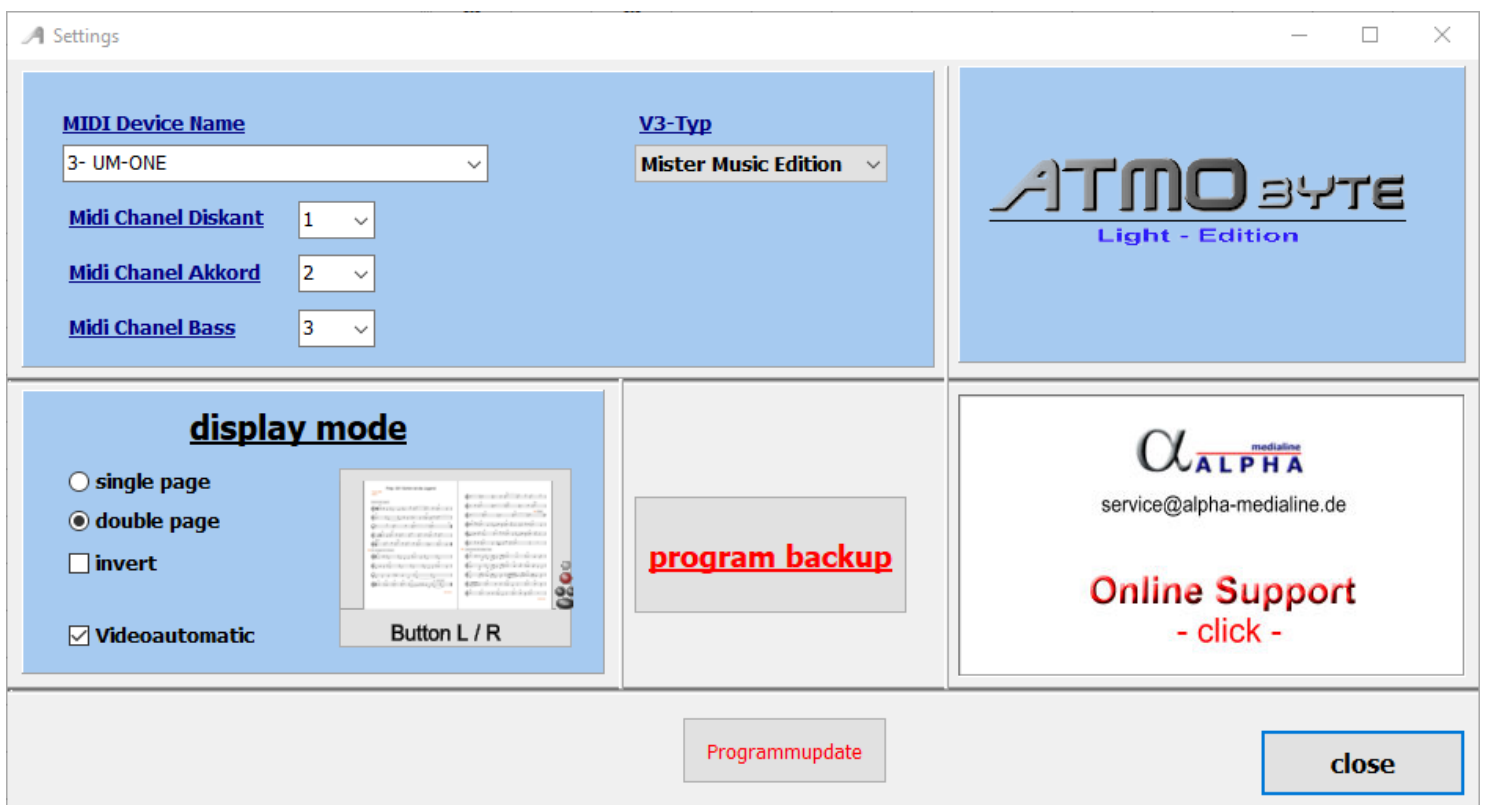 Settings
MIDI Device Name
3- UM-ONE
V3-Typ
Mister Music Edition
Midi Chanel Diskant
1
Midi Chanel Akkord
2
Midi Chanel Bass
3
ATMO BYTE
Light - Edition
display mode
single page
double page
invert
Videoautomatic
Button L / R
program backup
α ALPHA
medialine
service@alpha-medialine.de
Online Support
- click -
Programmupdate
close